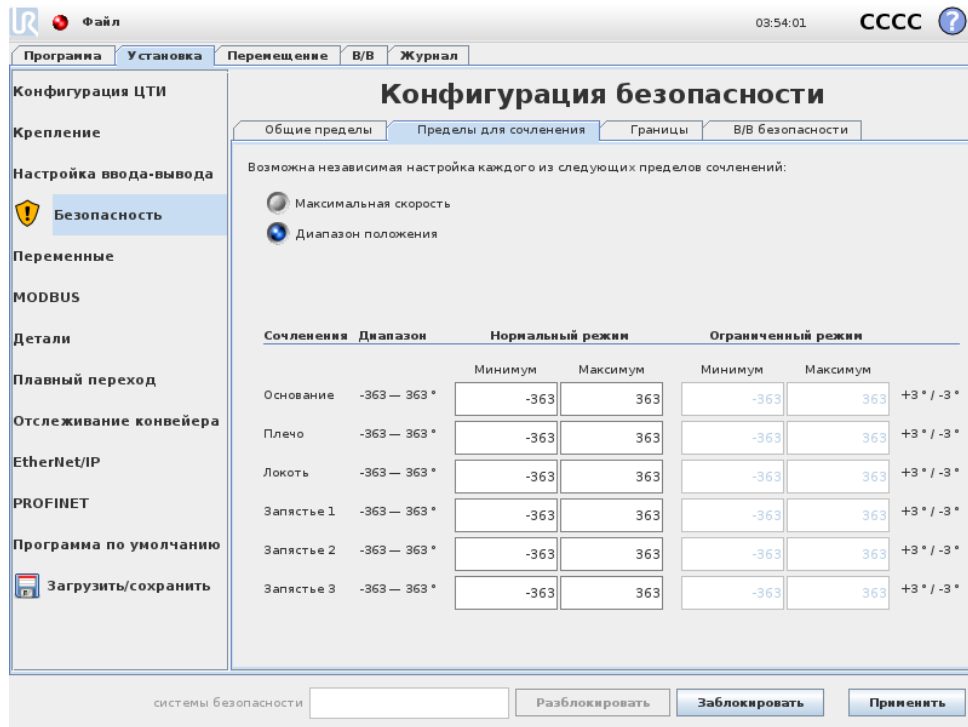 UR Файл 03:54:01 CCCC ?
Программа Установка Перемещение В/В Журнал
Конфигурация ЦТИ
Крепление
Настройка ввода-вывода
Безопасность
Переменные
MODBUS
Детали
Плавный переход
Отслеживание конвейера
EtherNet/IP
PROFINET
Программа по умолчанию
Загрузить/сохранить
Конфигурация безопасности
Общие пределы Пределы для сочленения Границы В/В безопасности
Возможна независимая настройка каждого из следующих пределов сочленений:
Максимальная скорость
Диапазон положения
Сочленения Диапазон Нормальный режим Ограниченный режим
Минимум Максимум Минимум Максимум
Основание -363 — 363 ° -363 363 -363 363 +3 ° / -3 °
Плечо -363 — 363 ° -363 363 -363 363 +3 ° / -3 °
Локоть -363 — 363 ° -363 363 -363 363 +3 ° / -3 °
Запястье 1 -363 — 363 ° -363 363 -363 363 +3 ° / -3 °
Запястье 2 -363 — 363 ° -363 363 -363 363 +3 ° / -3 °
Запястье 3 -363 — 363 ° -363 363 -363 363 +3 ° / -3 °
системы безопасности Разблокировать Заблокировать Применить